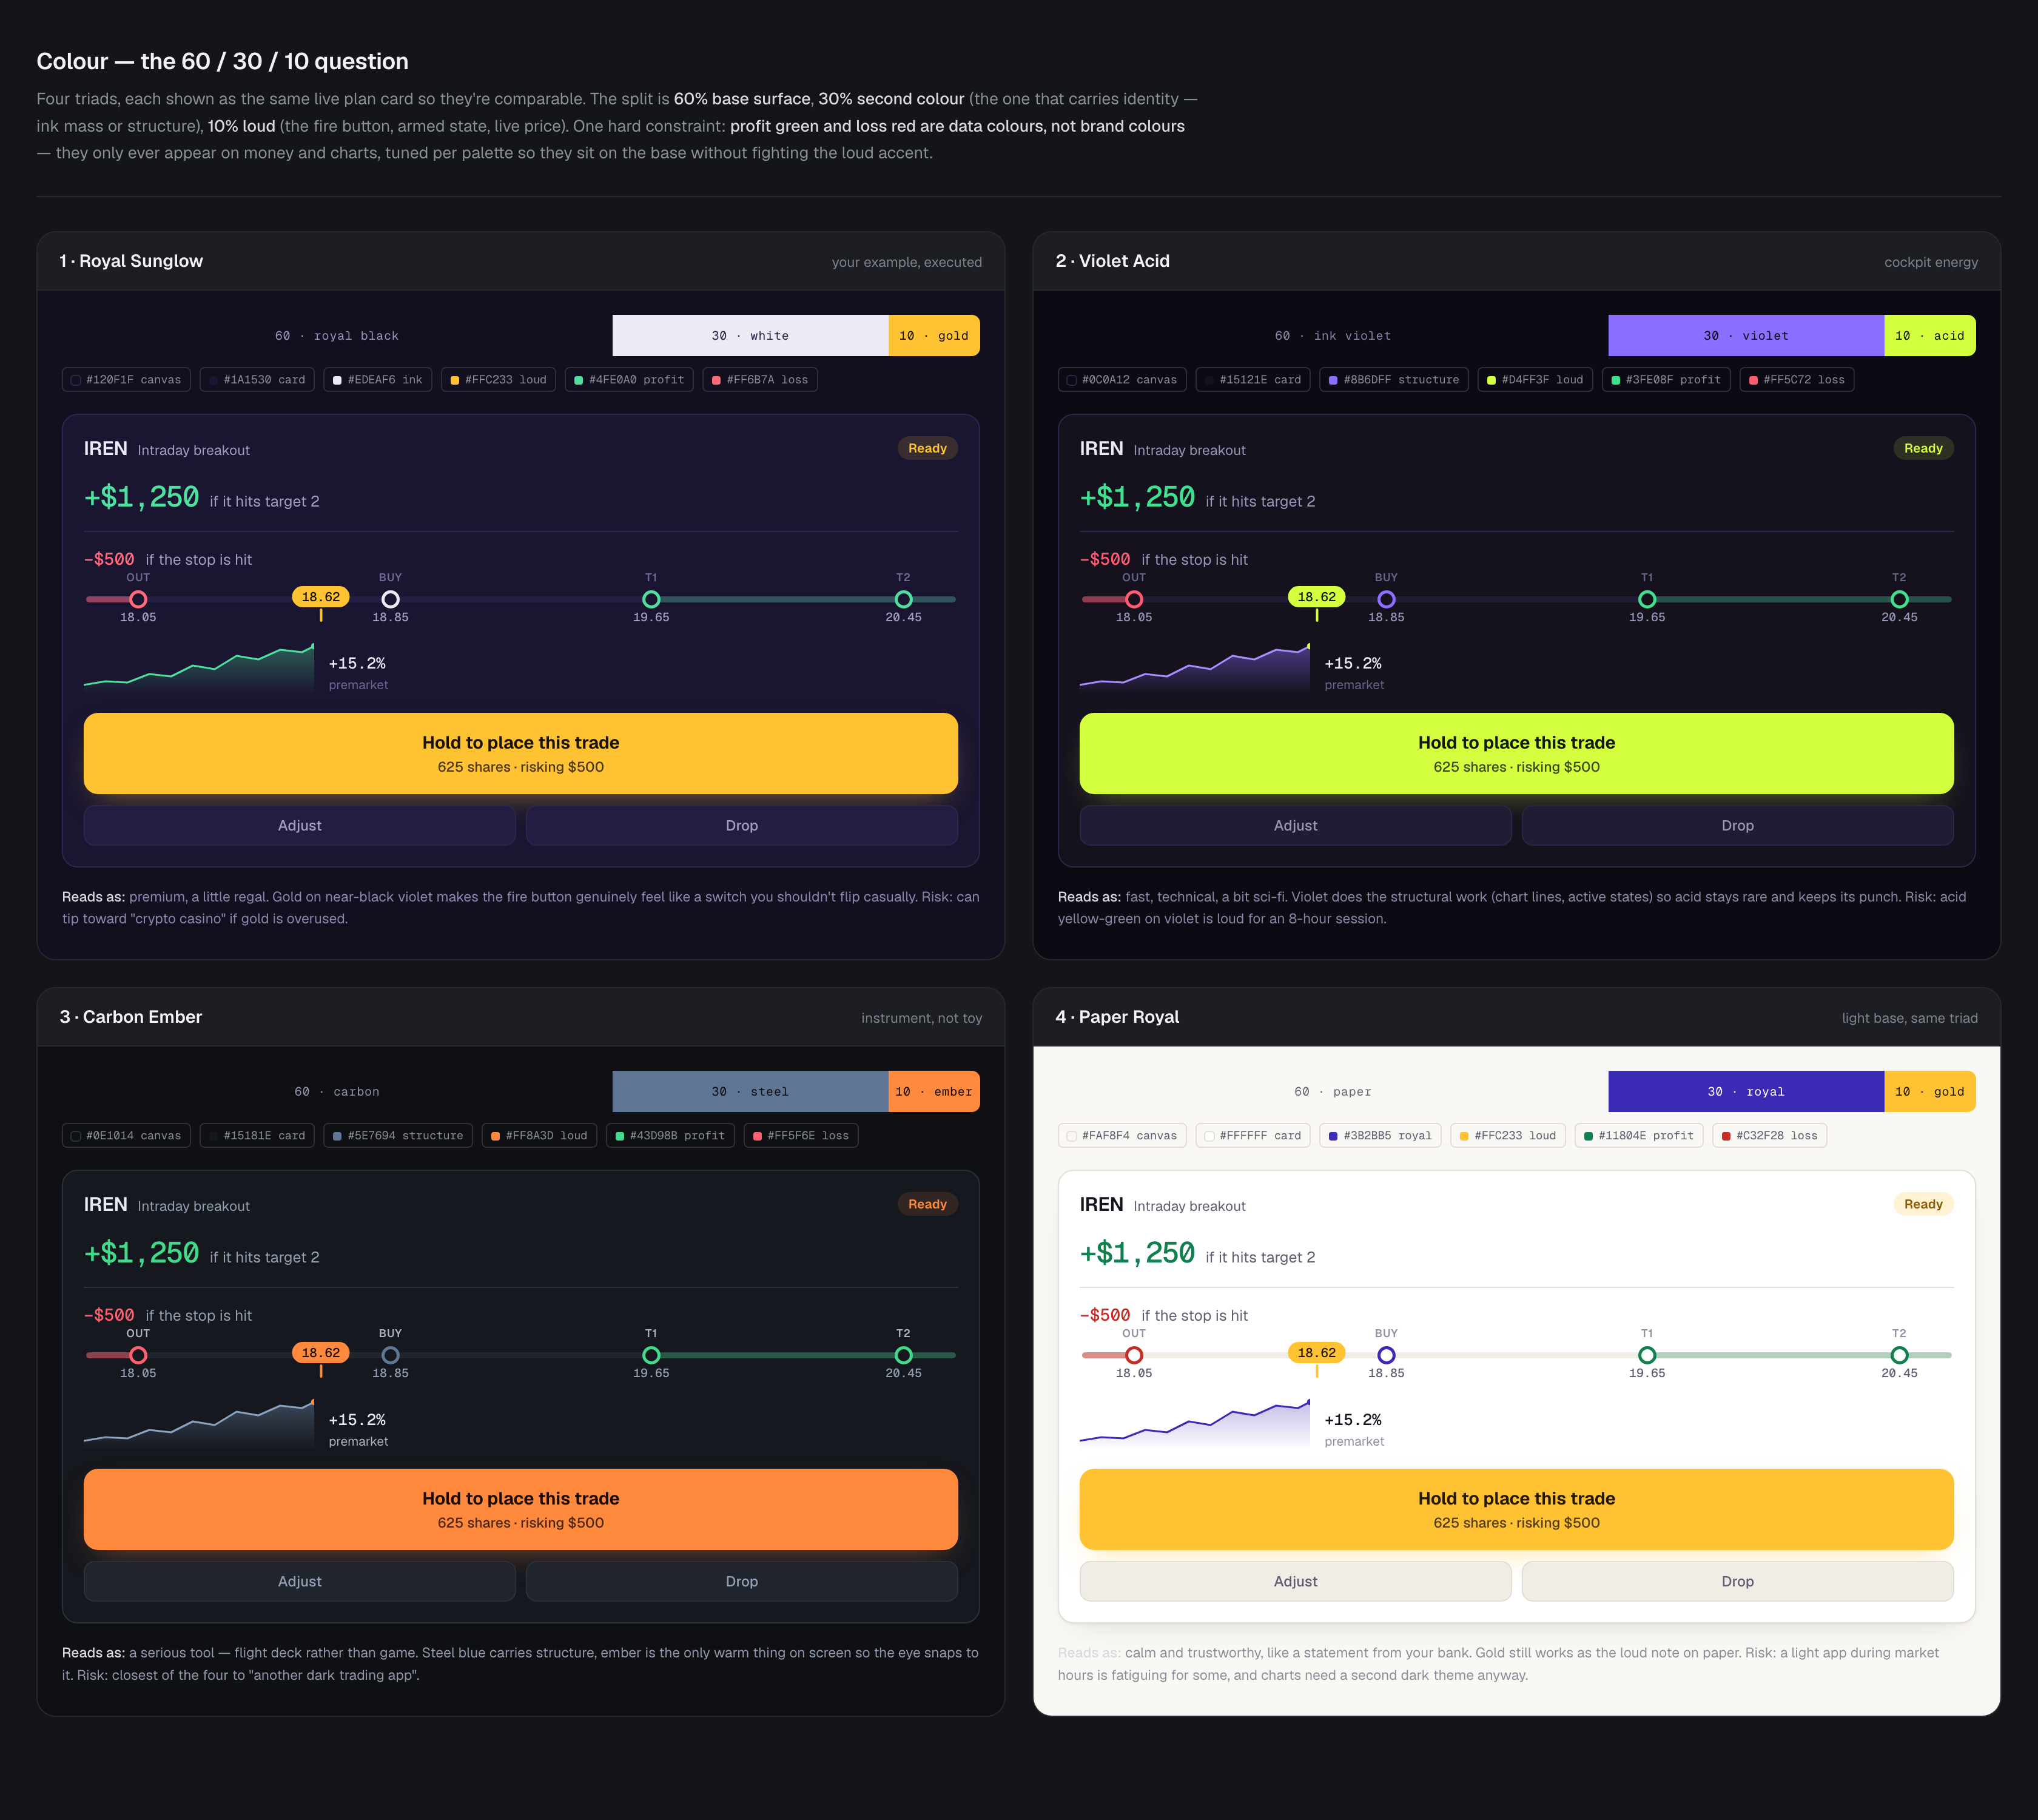 Colour — the 60 / 30 / 10 question
Four triads, each shown as the same live plan card so they're comparable. The split is 60% base surface, 30% second colour (the one that carries identity —
ink mass or structure), 10% loud (the fire button, armed state, live price). One hard constraint: profit green and loss red are data colours, not brand colours
— they only ever appear on money and charts, tuned per palette so they sit on the base without fighting the loud accent.
1 · Royal Sunglow
your example, executed
60 · royal black
30 · white
10 · gold
#120F1F canvas
#1A1530 card
#EDEAF6 ink
#FFC233 loud
#4FE0A0 profit
#FF6B7A loss
IREN Intraday breakout
Ready
+$1,250 if it hits target 2
−$500 if the stop is hit
OUT
BUY
T1
T2
18.62
18.05
18.85
19.65
20.45
+15.2%
premarket
Hold to place this trade
625 shares · risking $500
Adjust
Drop
Reads as: premium, a little regal. Gold on near-black violet makes the fire button genuinely feel like a switch you shouldn't flip casually. Risk: can
tip toward "crypto casino" if gold is overused.
2 · Violet Acid
cockpit energy
60 · ink violet
30 · violet
10 · acid
#0C0A12 canvas
#15121E card
#8B6DFF structure
#D4FF3F loud
#3FE08F profit
#FF5C72 loss
IREN Intraday breakout
Ready
+$1,250 if it hits target 2
−$500 if the stop is hit
OUT
BUY
T1
T2
18.62
18.05
18.85
19.65
20.45
+15.2%
premarket
Hold to place this trade
625 shares · risking $500
Adjust
Drop
Reads as: fast, technical, a bit sci-fi. Violet does the structural work (chart lines, active states) so acid stays rare and keeps its punch. Risk: acid
yellow-green on violet is loud for an 8-hour session.
3 · Carbon Ember
instrument, not toy
60 · carbon
30 · steel
10 · ember
#0E1014 canvas
#15181E card
#5E7694 structure
#FF8A3D loud
#43D98B profit
#FF5F6E loss
IREN Intraday breakout
Ready
+$1,250 if it hits target 2
−$500 if the stop is hit
OUT
BUY
T1
T2
18.62
18.05
18.85
19.65
20.45
+15.2%
premarket
Hold to place this trade
625 shares · risking $500
Adjust
Drop
Reads as: a serious tool — flight deck rather than game. Steel blue carries structure, ember is the only warm thing on screen so the eye snaps to
it. Risk: closest of the four to "another dark trading app".
4 · Paper Royal
light base, same triad
60 · paper
30 · royal
10 · gold
#FAF8F4 canvas
#FFFFFF card
#3B2BB5 royal
#FFC233 loud
#11804E profit
#C32F28 loss
IREN Intraday breakout
Ready
+$1,250 if it hits target 2
−$500 if the stop is hit
OUT
BUY
T1
T2
18.62
18.05
18.85
19.65
20.45
+15.2%
premarket
Hold to place this trade
625 shares · risking $500
Adjust
Drop
Reads as: calm and trustworthy, like a statement from your bank. Gold still works as the loud note on paper. Risk: a light app during market
hours is fatiguing for some, and charts need a second dark theme anyway.